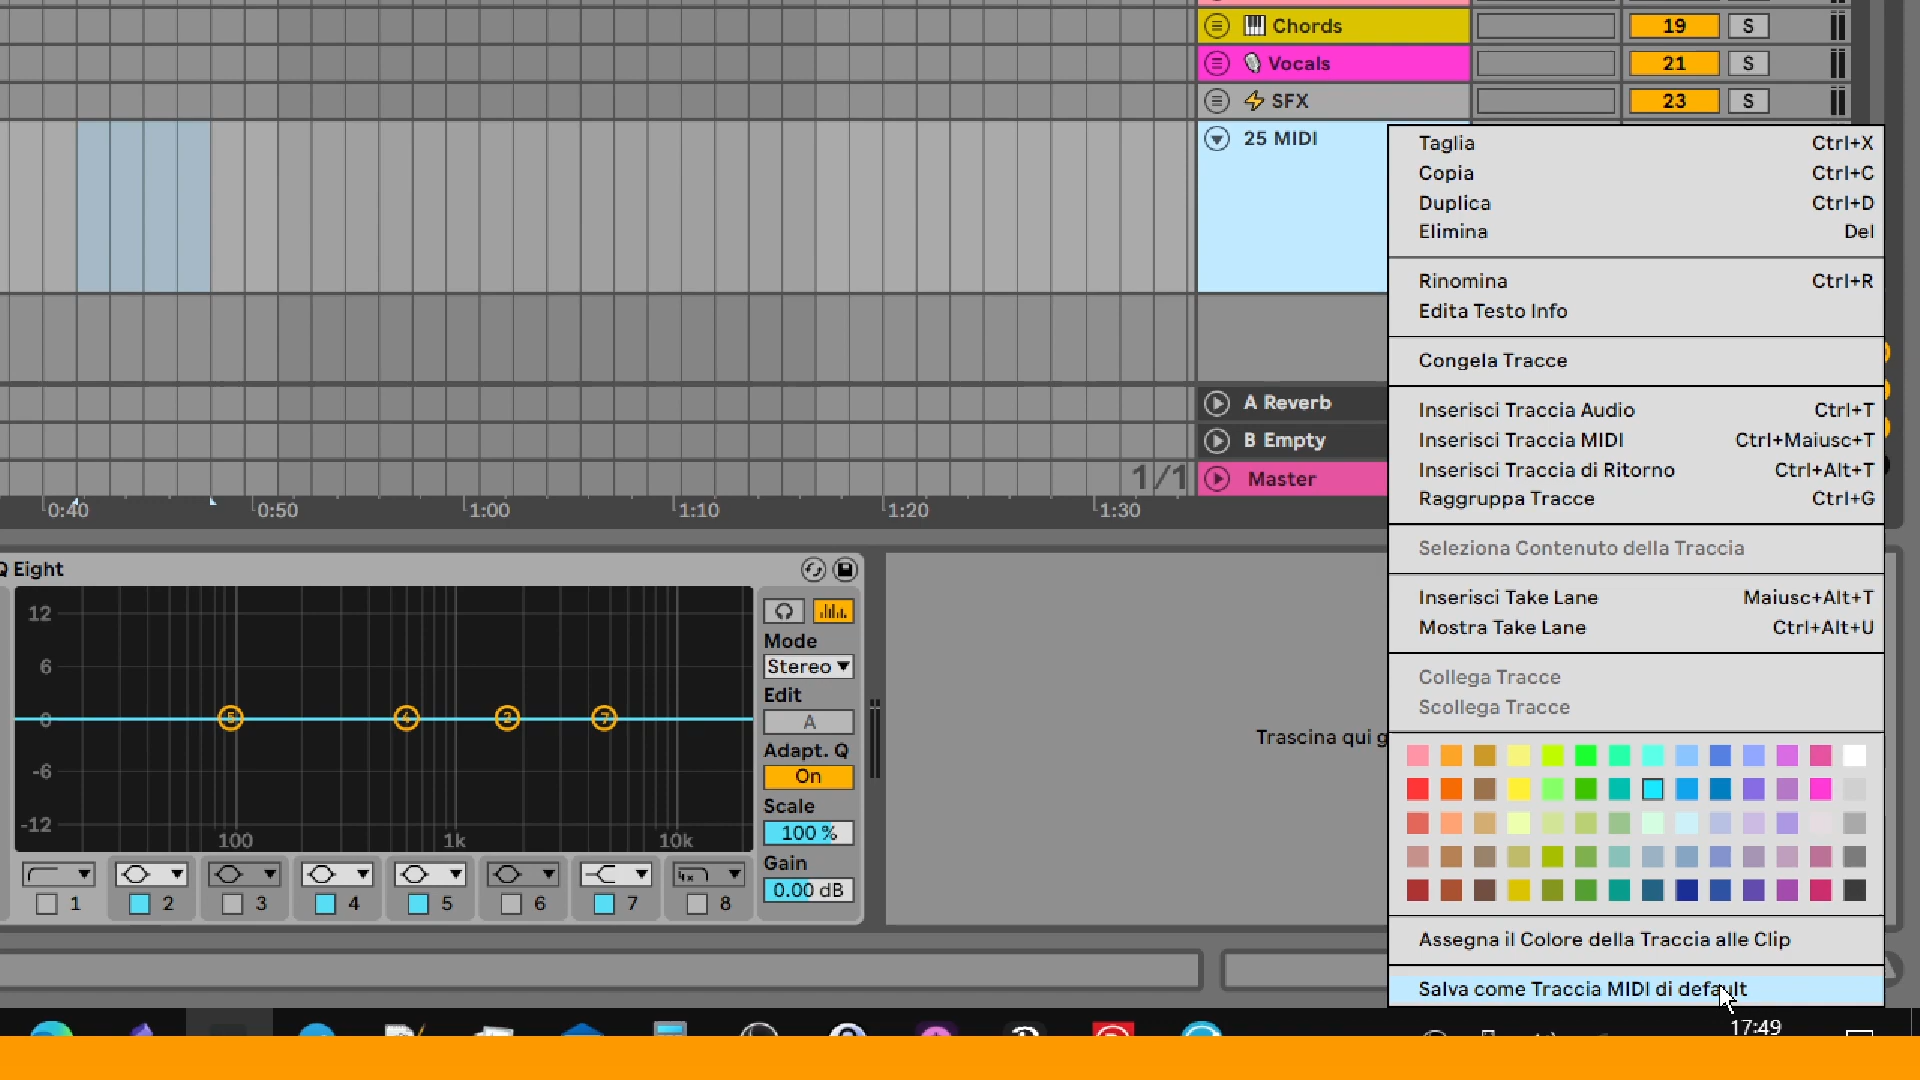 Chords 19 S
Vocals 21 S
SFX 23 S
25 MIDI
Taglia Ctrl+X
Copia Ctrl+C
Duplica Ctrl+D
Elimina Del
Rinomina Ctrl+R
Edita Testo Info
Congela Tracce
Inserisci Traccia Audio Ctrl+T
Inserisci Traccia MIDI Ctrl+Maiusc+T
Inserisci Traccia di Ritorno Ctrl+Alt+T
Raggruppa Tracce Ctrl+G
Seleziona Contenuto della Traccia
Inserisci Take Lane Maiusc+Alt+T
Mostra Take Lane Ctrl+Alt+U
Collega Tracce
Scollega Tracce
Assegna il Colore della Traccia alle Clip
Salva come Traccia MIDI di default
A Reverb
B Empty
1/1 Master
0:40 0:50 1:00 1:10 1:20 1:30
Q Eight
12
6
0
-6
-12
100 1k 10k
5 4 2 7
Mode
Stereo
Edit
A
Adapt. Q
On
Scale
100 %
Gain
0.00 dB
1 2 3 4 5 6 7 8
Trascina qui g
17:49